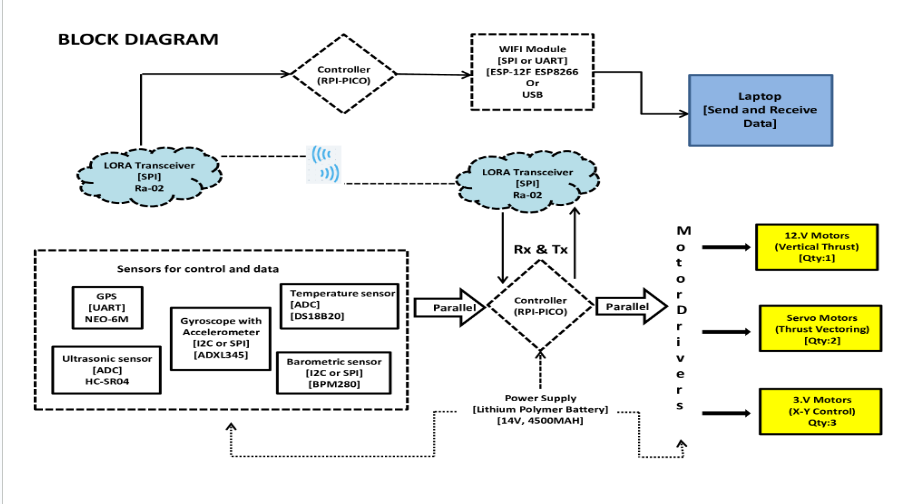 BLOCK DIAGRAM
Controller
(RPI-PICO)
WIFI Module
[SPI or UART]
[ESP-12F ESP8266]
Or
USB
Laptop
[Send and Receive
Data]
LORA Transceiver
[SPI]
Ra-02
LORA Transceiver
[SPI]
Ra-02
Rx & Tx
Sensors for control and data
GPS
[UART]
NEO-6M
Ultrasonic sensor
[ADC]
HC-SR04
Gyroscope with
Accelerometer
[I2C or SPI]
[ADXL345]
Temperature sensor
[ADC]
[DS18B20]
Barometric sensor
[I2C or SPI]
[BPM280]
Parallel
Controller
(RPI-PICO)
Parallel
Power Supply
[Lithium Polymer Battery]
[14V, 4500MAH]
M
o
t
o
r
D
r
i
v
e
r
s
12.V Motors
(Vertical Thrust)
[Qty:1]
Servo Motors
(Thrust Vectoring)
[Qty:2]
3.V Motors
(X-Y Control)
Qty:3